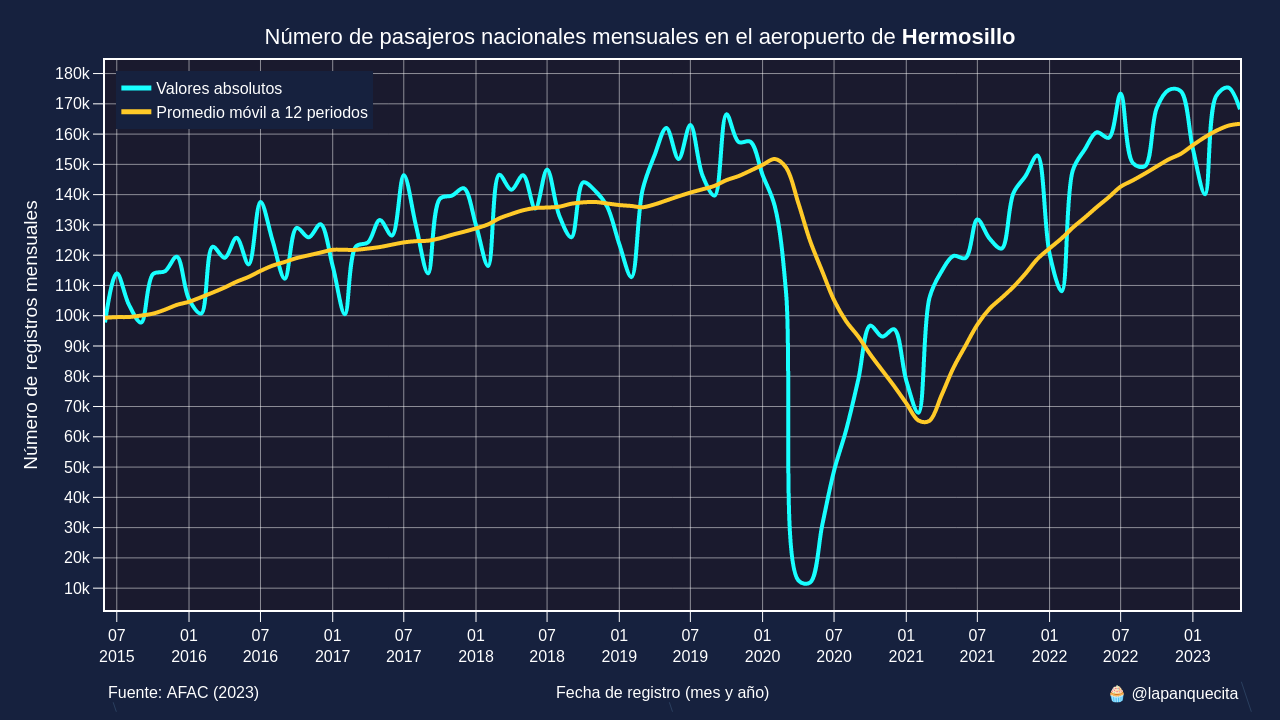 Número de pasajeros nacionales mensuales en el aeropuerto de Hermosillo
Valores absolutos
Promedio móvil a 12 periodos
Número de registros mensuales
180k
170k
160k
150k
140k
130k
120k
110k
100k
90k
80k
70k
60k
50k
40k
30k
20k
10k
07 01 07 01 07 01 07 01 07 01 07 01 07 01 07 01
2015 2016 2016 2017 2017 2018 2018 2019 2019 2020 2020 2021 2021 2022 2022 2023
Fuente: AFAC (2023)
Fecha de registro (mes y año)
🧁 @lapanquecita